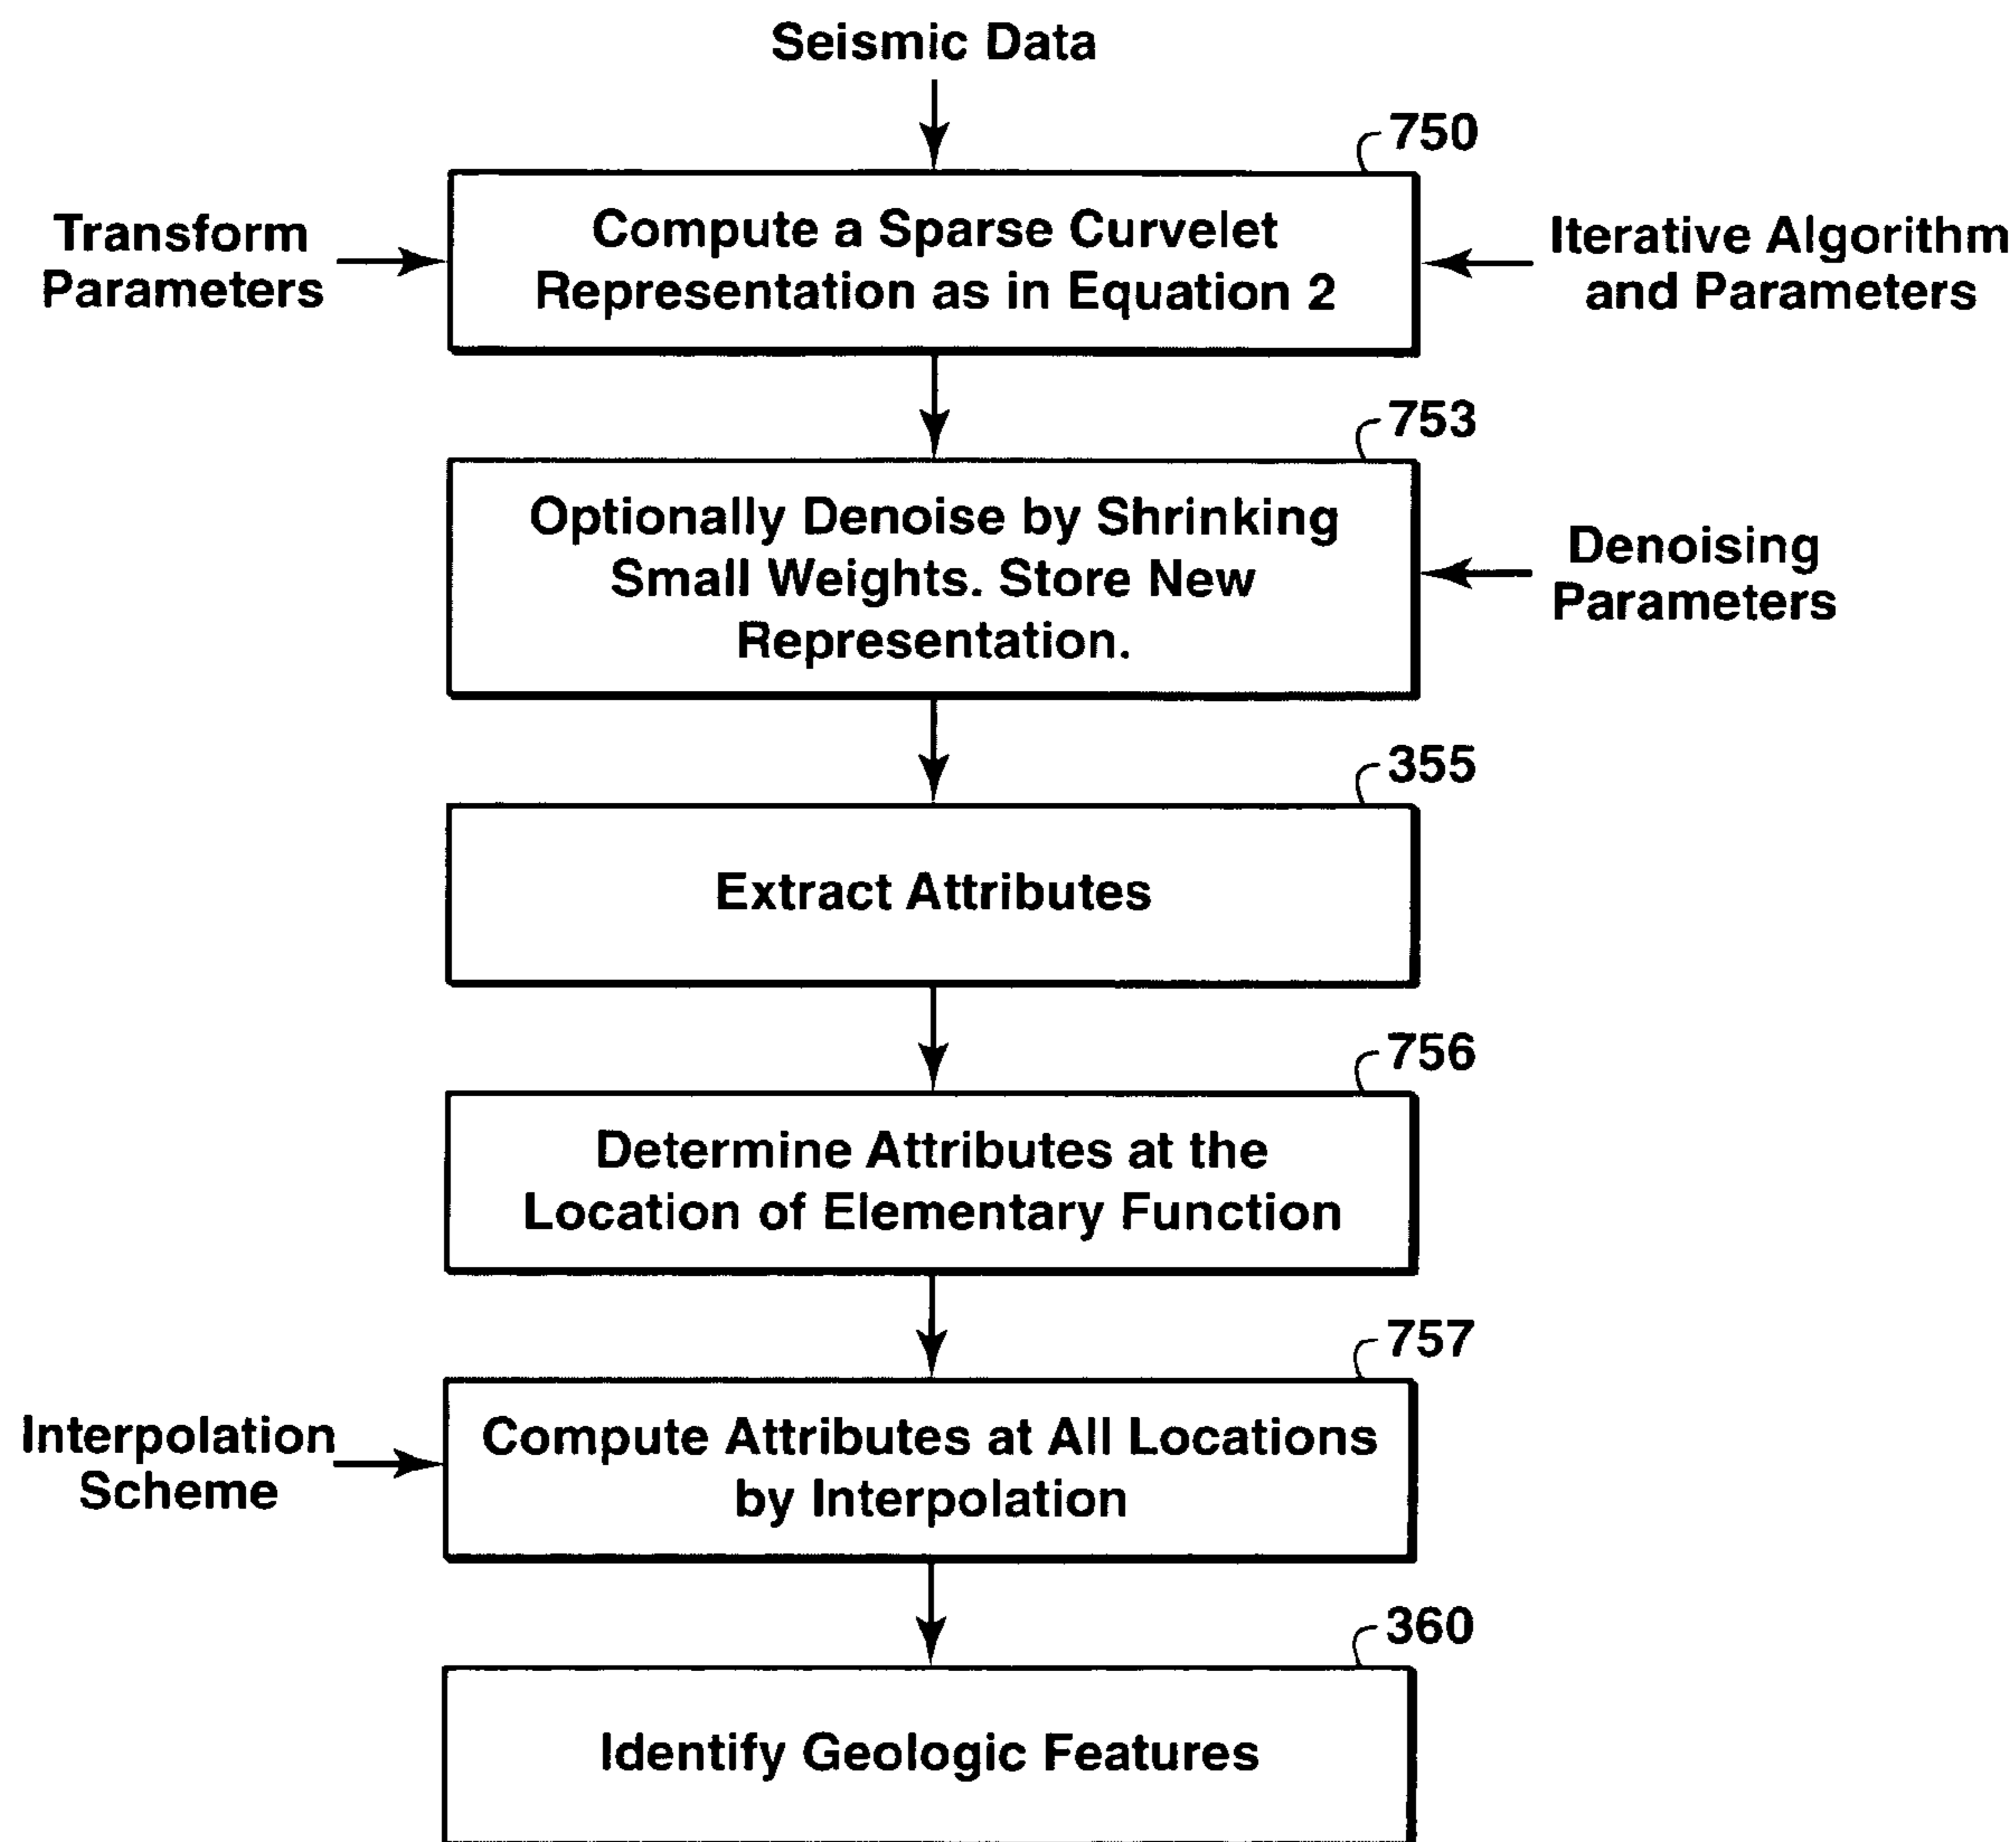 Seismic Data
750
Transform
Parameters
Compute a Sparse Curvelet
Representation as in Equation 2
Iterative Algorithm
and Parameters
753
Optionally Denoise by Shrinking
Small Weights. Store New
Representation.
Denoising
Parameters
355
Extract Attributes
756
Determine Attributes at the
Location of Elementary Function
757
Interpolation
Scheme
Compute Attributes at All Locations
by Interpolation
360
Identify Geologic Features